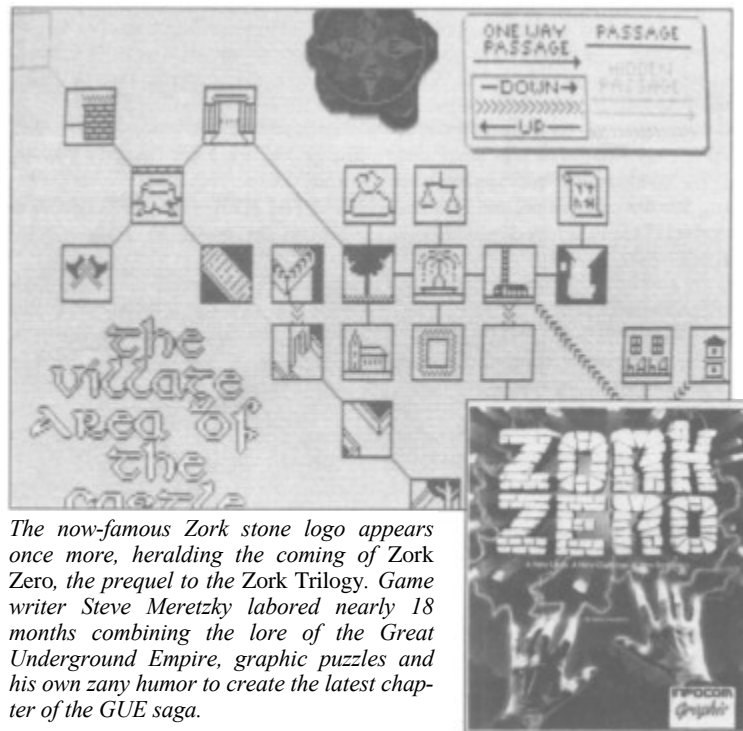 ONE WAY PASSAGE
PASSAGE
DOWN
UP
W
E
S
the
village
Area of
the
castle
haha
ZORK
ZERO
INFOCOM
Graphic
The now-famous Zork stone logo appears
once more, heralding the coming of Zork
Zero, the prequel to the Zork Trilogy. Game
writer Steve Meretzky labored nearly 18
months combining the lore of the Great
Underground Empire, graphic puzzles and
his own zany humor to create the latest chap-
ter of the GUE saga.